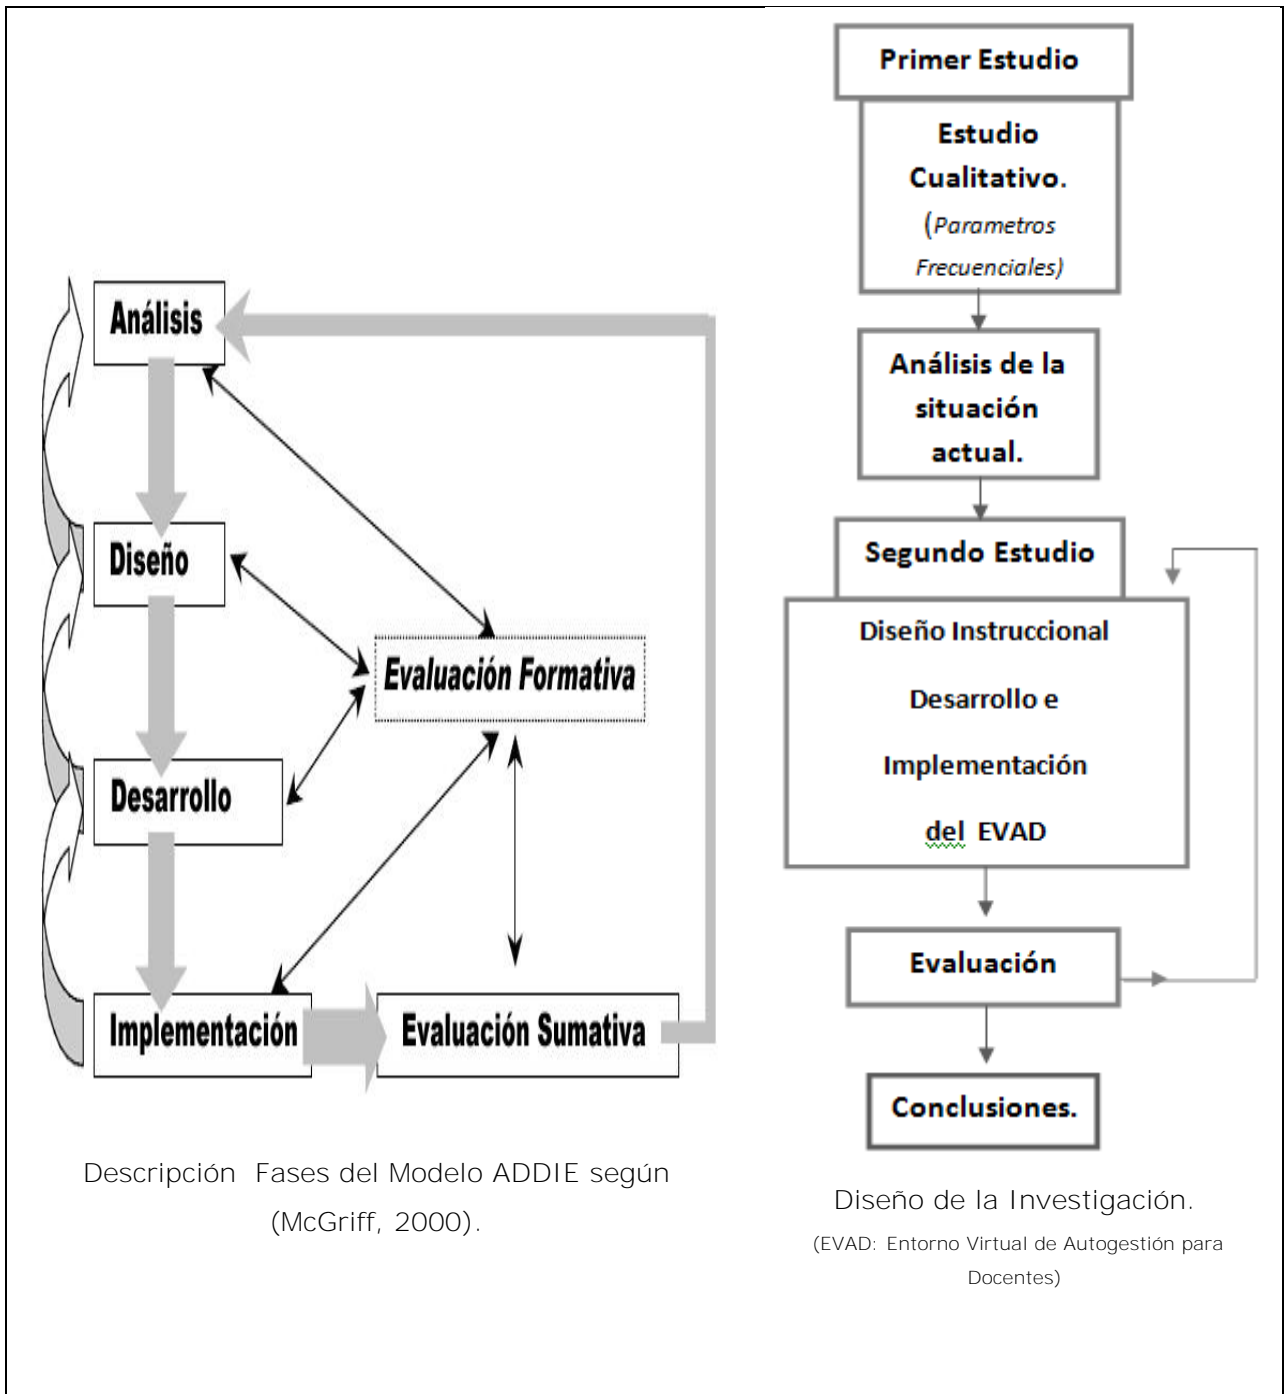 Análisis
Diseño
Desarrollo
Implementación
Evaluación Formativa
Evaluación Sumativa
Descripción Fases del Modelo ADDIE según
(McGriff, 2000).
Primer Estudio
Estudio
Cualitativo.
(Parametros
Frecuenciales)
Análisis de la
situación
actual.
Segundo Estudio
Diseño Instruccional
Desarrollo e
Implementación
del EVAD
Evaluación
Conclusiones.
Diseño de la Investigación.
(EVAD: Entorno Virtual de Autogestión para
Docentes)